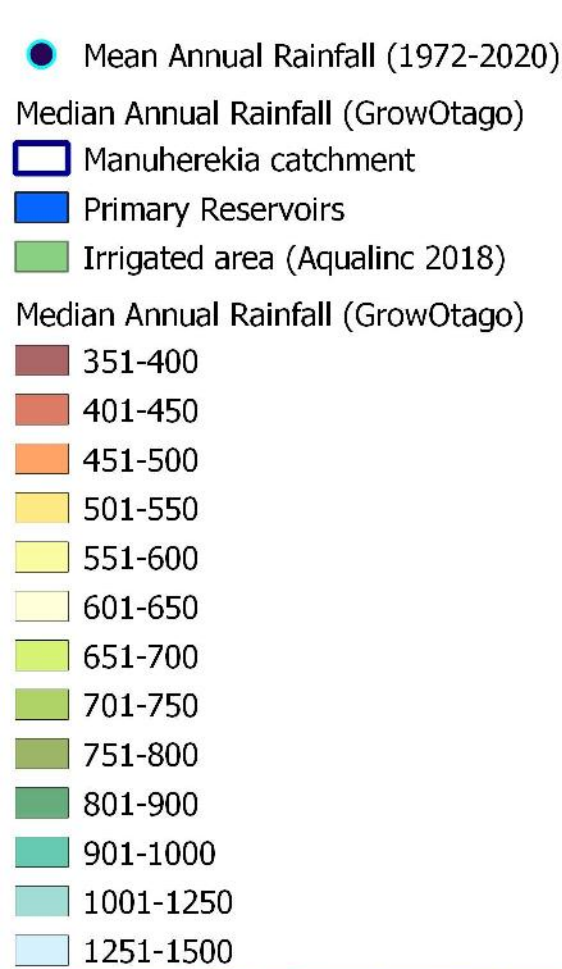 Mean Annual Rainfall (1972-2020)
Median Annual Rainfall (GrowOtago)
Manuherekia catchment
Primary Reservoirs
Irrigated area (Aqualinc 2018)
Median Annual Rainfall (GrowOtago)
351-400
401-450
451-500
501-550
551-600
601-650
651-700
701-750
751-800
801-900
901-1000
1001-1250
1251-1500